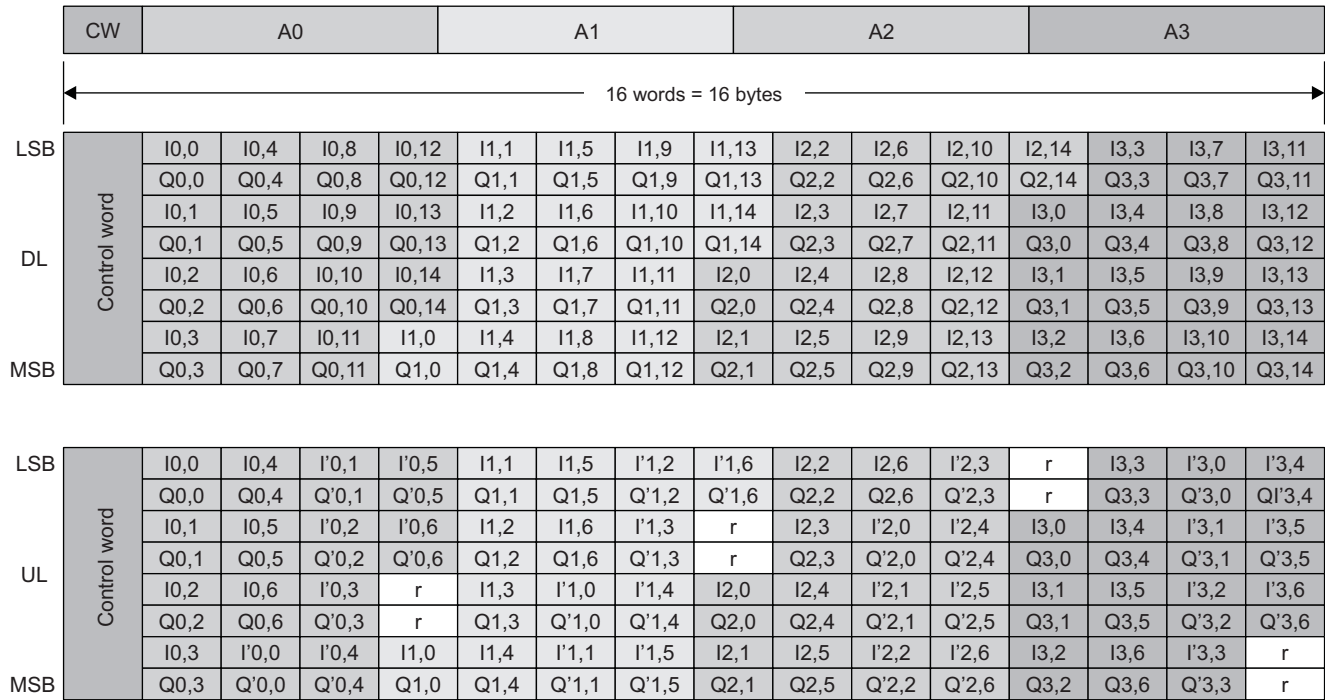 CW A0 A1 A2 A3
16 words = 16 bytes
LSB I0,0 I0,4 I0,8 I0,12 I1,1 I1,5 I1,9 I1,13 I2,2 I2,6 I2,10 I2,14 I3,3 I3,7 I3,11
Q0,0 Q0,4 Q0,8 Q0,12 Q1,1 Q1,5 Q1,9 Q1,13 Q2,2 Q2,6 Q2,10 Q2,14 Q3,3 Q3,7 Q3,11
I0,1 I0,5 I0,9 I0,13 I1,2 I1,6 I1,10 I1,14 I2,3 I2,7 I2,11 I3,0 I3,4 I3,8 I3,12
DL Control word Q0,1 Q0,5 Q0,9 Q0,13 Q1,2 Q1,6 Q1,10 Q1,14 Q2,3 Q2,7 Q2,11 Q3,0 Q3,4 Q3,8 Q3,12
I0,2 I0,6 I0,10 I0,14 I1,3 I1,7 I1,11 I2,0 I2,4 I2,8 I2,12 I3,1 I3,5 I3,9 I3,13
Q0,2 Q0,6 Q0,10 Q0,14 Q1,3 Q1,7 Q1,11 Q2,0 Q2,4 Q2,8 Q2,12 Q3,1 Q3,5 Q3,9 Q3,13
I0,3 I0,7 I0,11 I1,0 I1,4 I1,8 I1,12 I2,1 I2,5 I2,9 I2,13 I3,2 I3,6 I3,10 I3,14
MSB Q0,3 Q0,7 Q0,11 Q1,0 Q1,4 Q1,8 Q1,12 Q2,1 Q2,5 Q2,9 Q2,13 Q3,2 Q3,6 Q3,10 Q3,14
LSB I0,0 I0,4 I'0,1 I'0,5 I1,1 I1,5 I'1,2 I'1,6 I2,2 I2,6 I'2,3 r I3,3 I'3,0 I'3,4
Q0,0 Q0,4 Q'0,1 Q'0,5 Q1,1 Q1,5 Q'1,2 Q'1,6 Q2,2 Q2,6 Q'2,3 r Q3,3 Q'3,0 QI'3,4
I0,1 I0,5 I'0,2 I'0,6 I1,2 I1,6 I'1,3 r I2,3 I'2,0 I'2,4 I3,0 I3,4 I'3,1 I'3,5
UL Control word Q0,1 Q0,5 Q'0,2 Q'0,6 Q1,2 Q1,6 Q'1,3 r Q2,3 Q'2,0 Q'2,4 Q3,0 Q3,4 Q'3,1 Q'3,5
I0,2 I0,6 I'0,3 r I1,3 I'1,0 I'1,4 I2,0 I2,4 I'2,1 I'2,5 I3,1 I3,5 I'3,2 I'3,6
Q0,2 Q0,6 Q'0,3 r Q1,3 Q'1,0 Q'1,4 Q2,0 Q2,4 Q'2,1 Q'2,5 Q3,1 Q3,5 Q'3,2 Q'3,6
I0,3 I'0,0 I'0,4 I1,0 I1,4 I'1,1 I'1,5 I2,1 I2,5 I'2,2 I'2,6 I3,2 I3,6 I'3,3 r
MSB Q0,3 Q'0,0 Q'0,4 Q1,0 Q1,4 Q'1,1 Q'1,5 Q2,1 Q2,5 Q'2,2 Q'2,6 Q3,2 Q3,6 Q'3,3 r